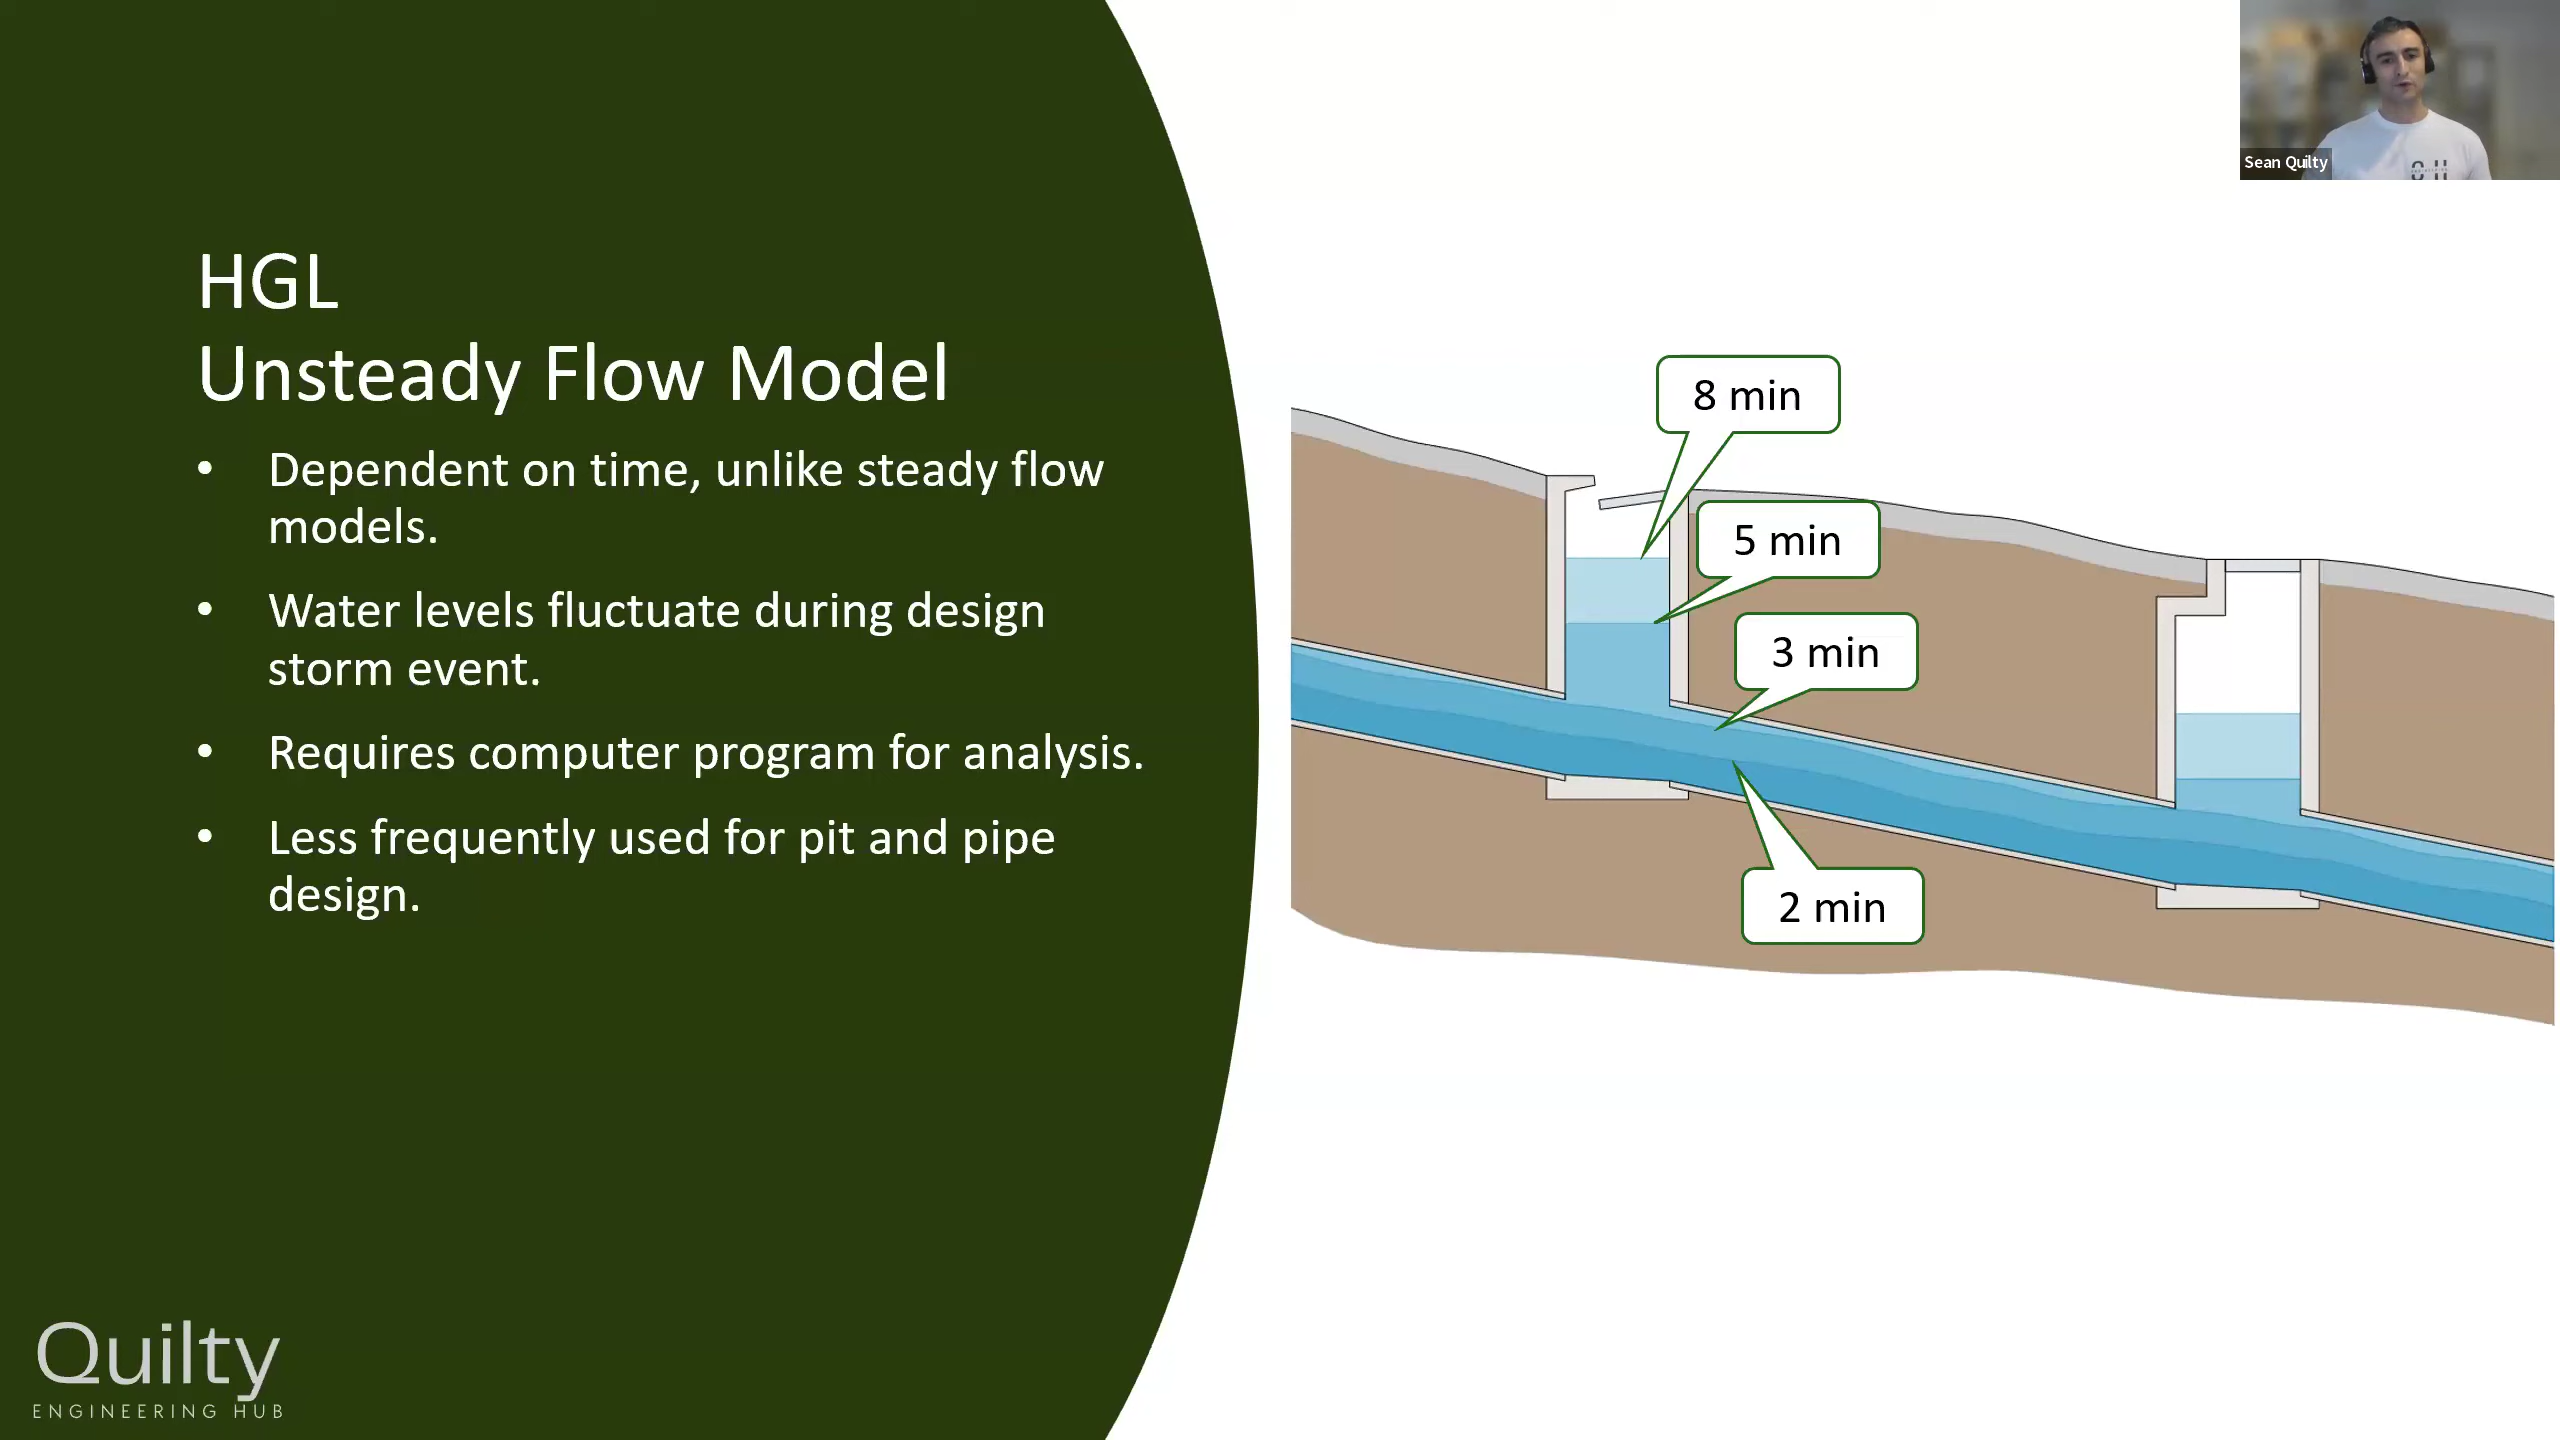 HGL
Unsteady Flow Model
• Dependent on time, unlike steady flow
models.
• Water levels fluctuate during design
storm event.
• Requires computer program for analysis.
• Less frequently used for pit and pipe
design.
8 min
5 min
3 min
2 min
Sean Quilty
Quilty
ENGINEERING HUB